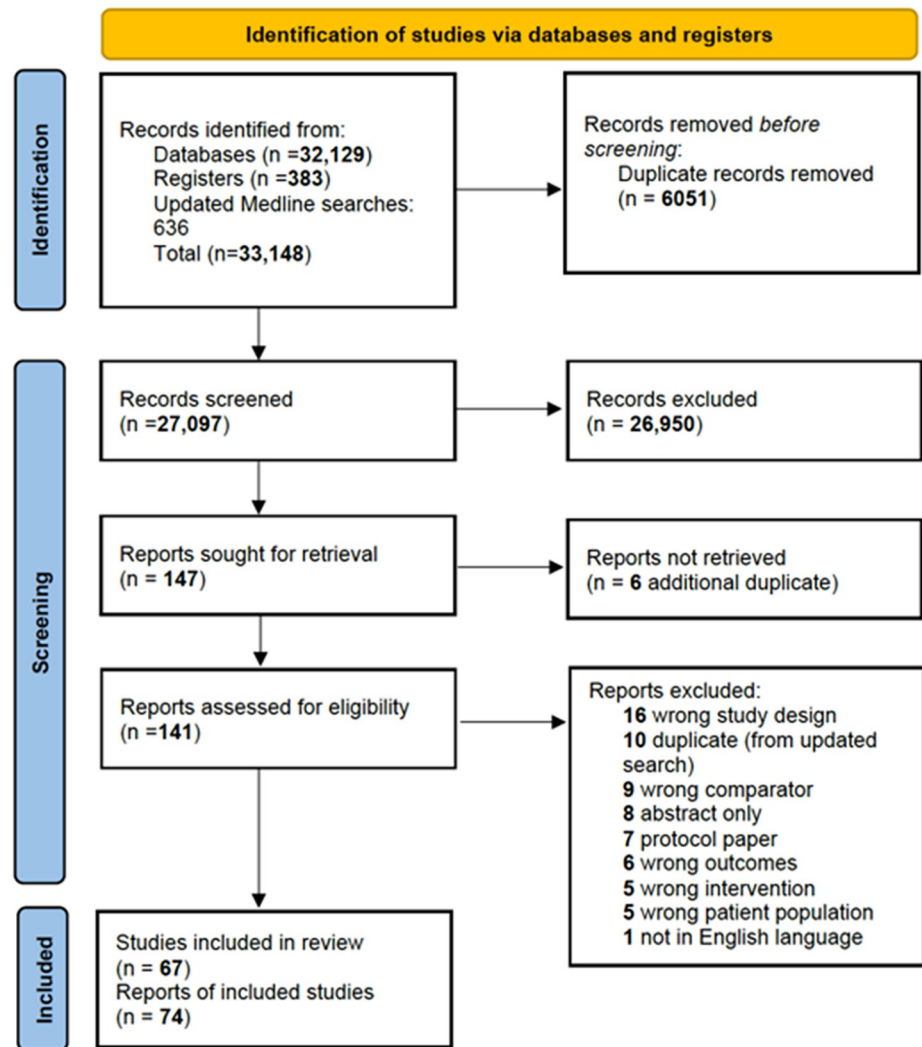 Identification of studies via databases and registers
Identification
Records identified from:
Databases (n =32,129)
Registers (n =383)
Updated Medline searches:
636
Total (n=33,148)
Records removed before
screening:
Duplicate records removed
(n = 6051)
Screening
Records screened
(n =27,097)
Records excluded
(n = 26,950)
Reports sought for retrieval
(n = 147)
Reports not retrieved
(n = 6 additional duplicate)
Reports assessed for eligibility
(n =141)
Reports excluded:
16 wrong study design
10 duplicate (from updated
search)
9 wrong comparator
8 abstract only
7 protocol paper
6 wrong outcomes
5 wrong intervention
5 wrong patient population
1 not in English language
Included
Studies included in review
(n = 67)
Reports of included studies
(n = 74)